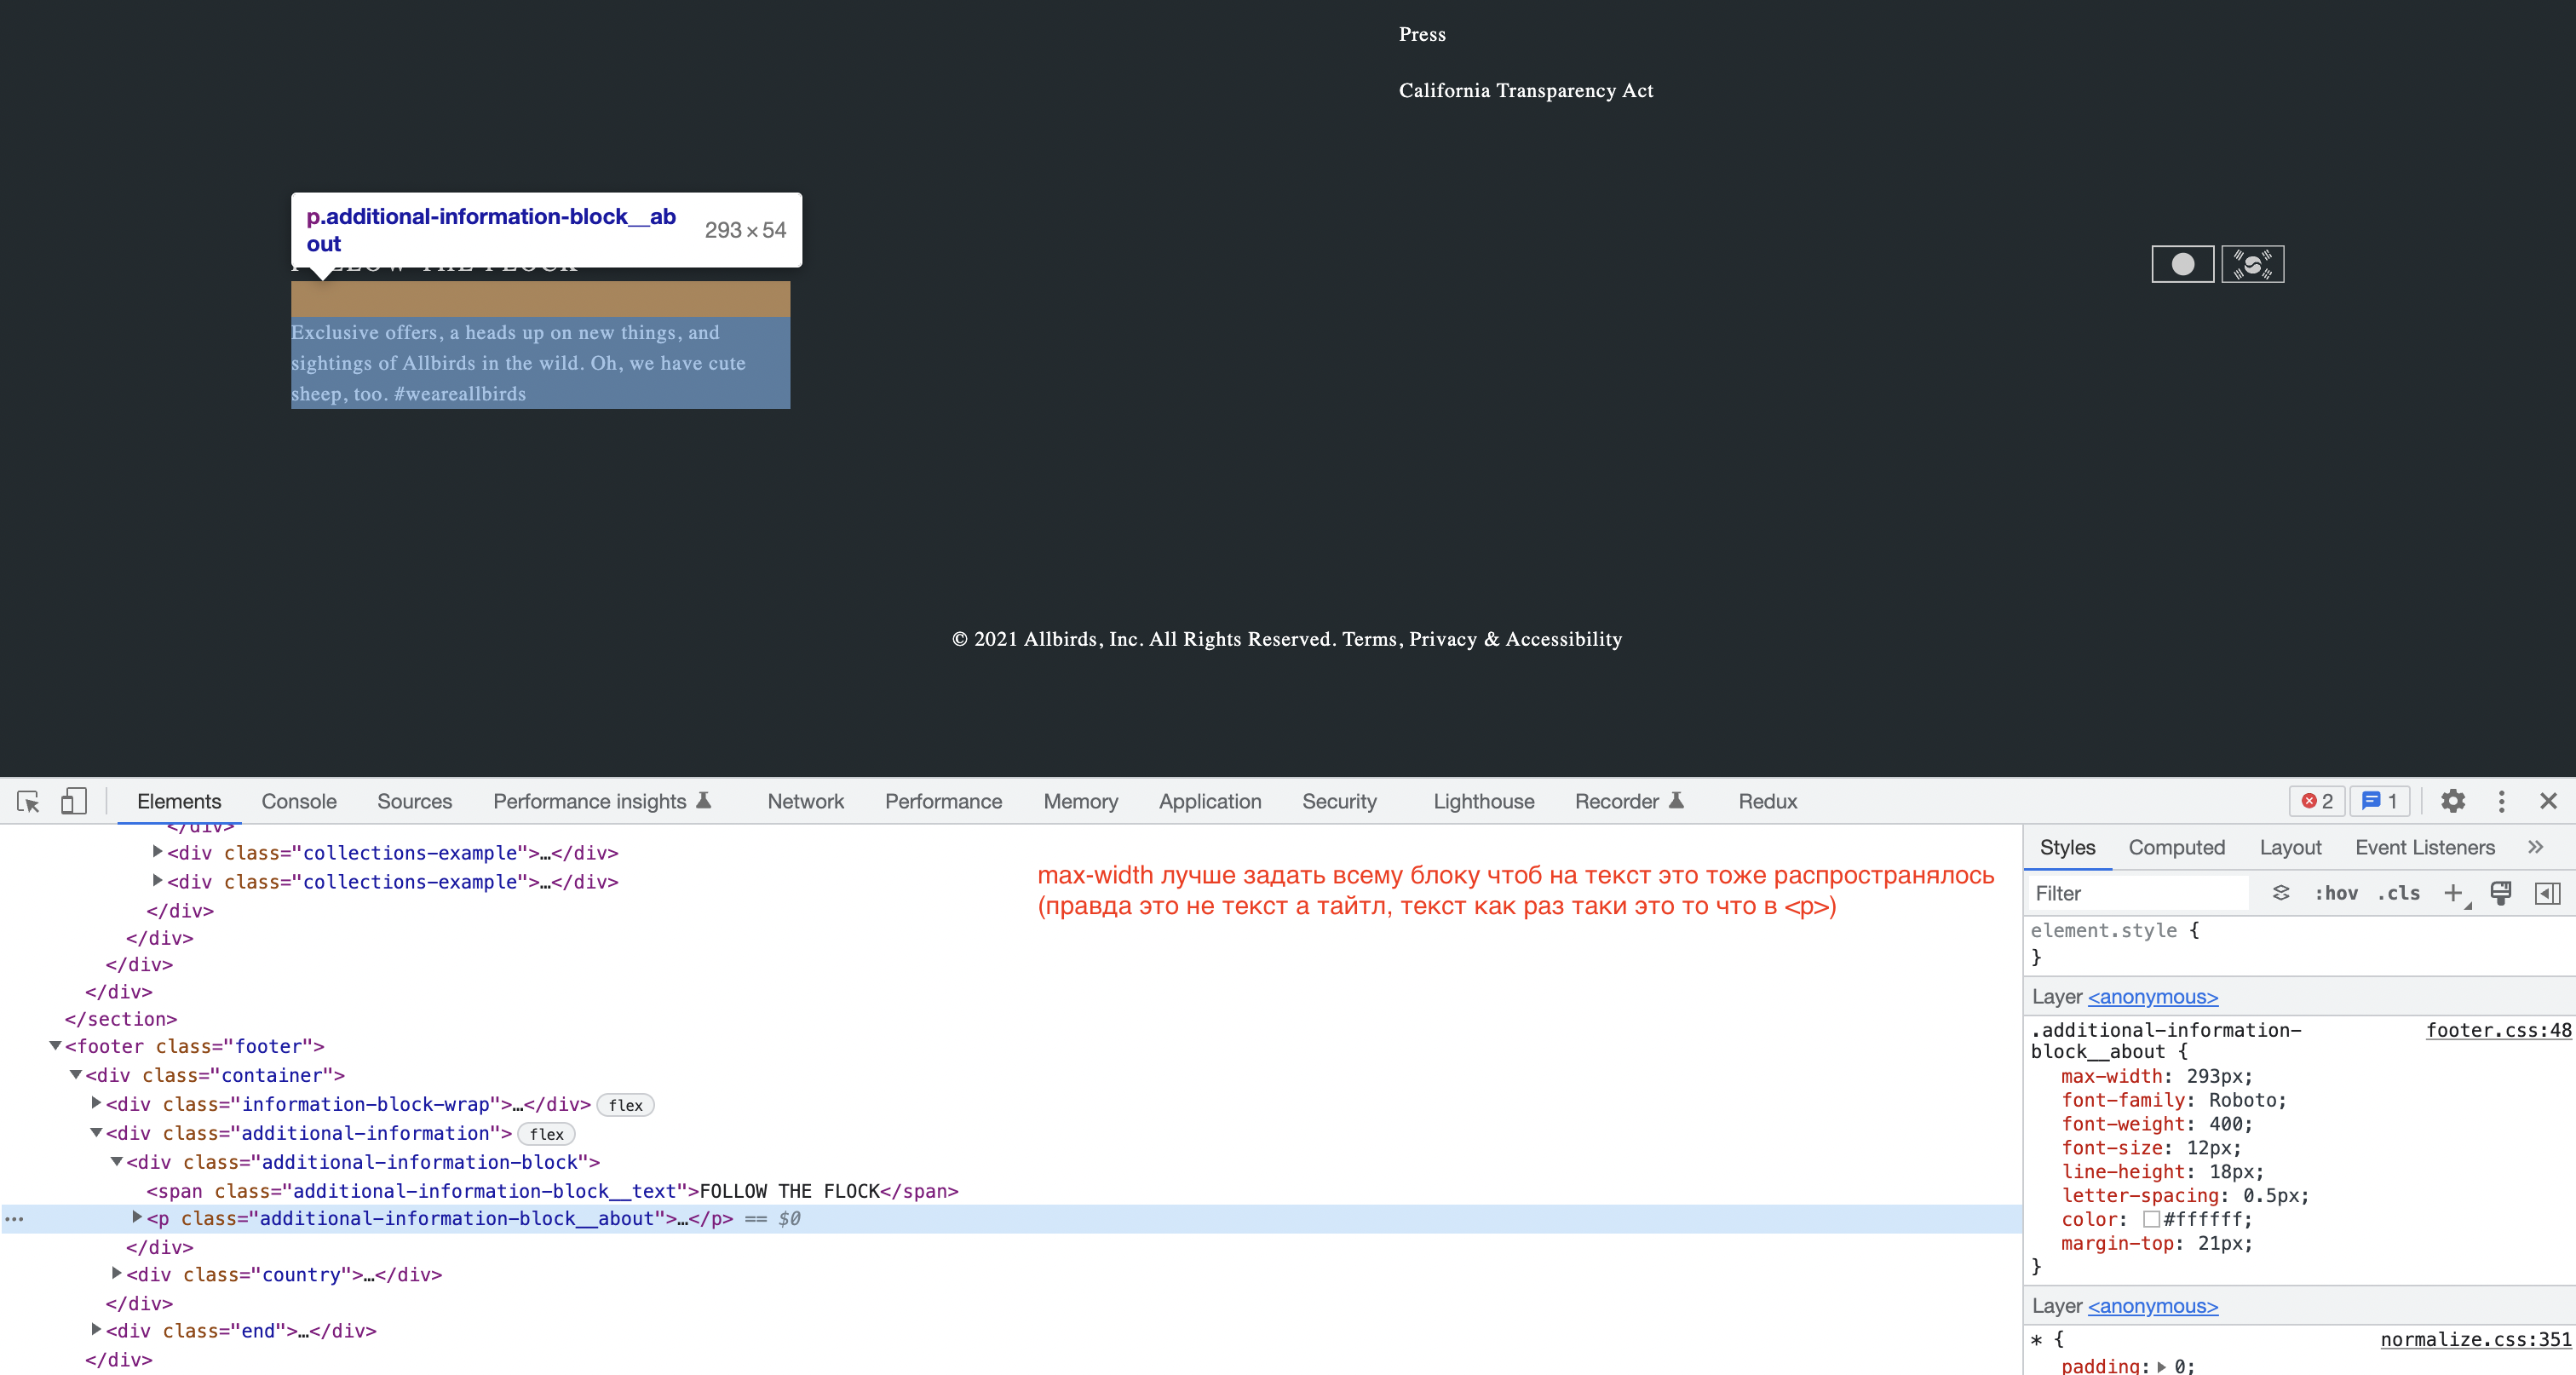 Press
California Transparency Act
p.additional-information-block__ab
out
293 × 54
FOLLOW THE FLOCK
Exclusive offers, a heads up on new things, and
sightings of Allbirds in the wild. Oh, we have cute
sheep, too. #weareallbirds
© 2021 Allbirds, Inc. All Rights Reserved. Terms, Privacy & Accessibility
Elements Console Sources Performance insights Network Performance Memory Application Security Lighthouse Recorder Redux 2 1
</div>
▶<div class="collections-example">…</div>
▶<div class="collections-example">…</div>
</div>
</div>
</div>
</div>
</section>
▼<footer class="footer">
▼<div class="container">
▶<div class="information-block-wrap">…</div> flex
▼<div class="additional-information"> flex
▼<div class="additional-information-block">
<span class="additional-information-block__text">FOLLOW THE FLOCK</span>
… ▶<p class="additional-information-block__about">…</p> == $0
</div>
▶<div class="country">…</div>
</div>
▶<div class="end">…</div>
</div>
max-width лучше задать всему блоку чтоб на текст это тоже распространялось
(правда это не текст а тайтл, текст как раз таки это то что в <p>)
Styles Computed Layout Event Listeners »
Filter :hov .cls +
element.style {
}
Layer <anonymous>
.additional-information- footer.css:48
block__about {
max-width: 293px;
font-family: Roboto;
font-weight: 400;
font-size: 12px;
line-height: 18px;
letter-spacing: 0.5px;
color: #ffffff;
margin-top: 21px;
}
Layer <anonymous>
* { normalize.css:351
padding: ▶ 0;